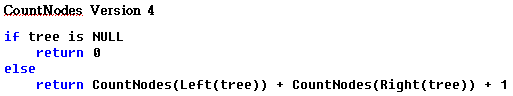 CountNodes Version 4
if tree is NULL
return 0
else
return CountNodes(Left(tree)) + CountNodes(Right(tree)) + 1